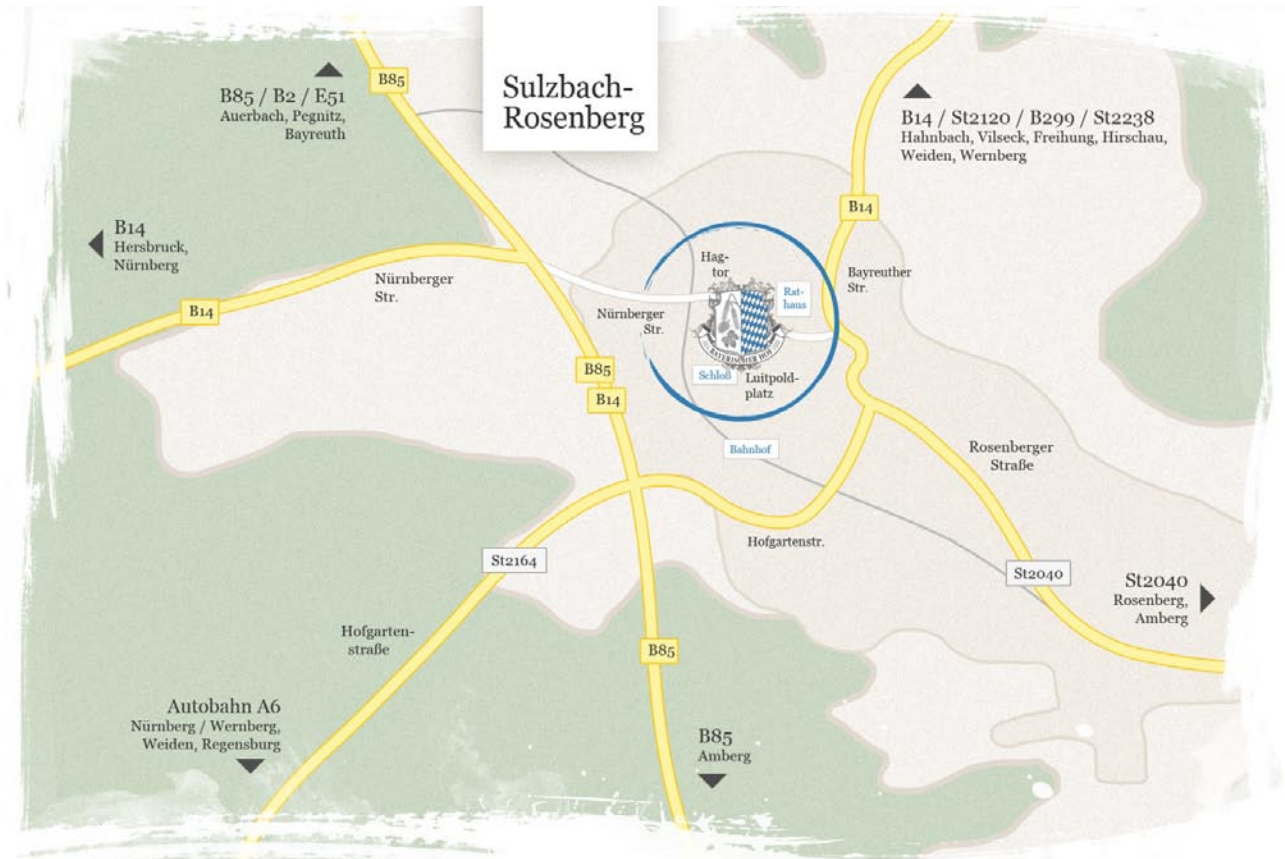 Sulzbach-
Rosenberg
B85
B85 / B2 / E51
Auerbach, Pegnitz,
Bayreuth
B14 / St2120 / B299 / St2238
Hahnbach, Vilseck, Freihung, Hirschau,
Weiden, Wernberg
B14
Hersbruck,
Nürnberg
B14
Hag-
tor
Bayreuther
Str.
Nürnberger
Str.
Rat-
haus
B14
Nürnberger
Str.
BAYERISCHER HOF
B85
Schloß
Luitpold-
platz
B14
Bahnhof
Rosenberger
Straße
Hofgartenstr.
St2164
St2040
St2040
Rosenberg,
Amberg
Hofgarten-
straße
B85
Autobahn A6
Nürnberg / Wernberg,
Weiden, Regensburg
B85
Amberg